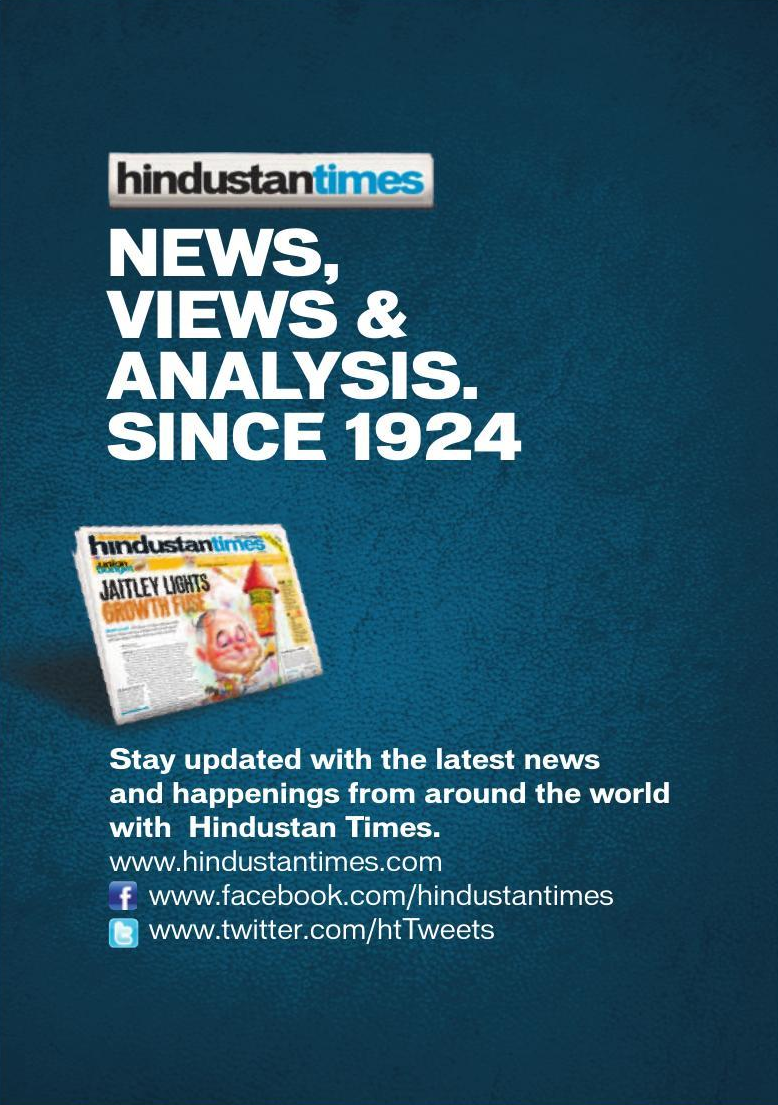 hindustantimes
NEWS,
VIEWS &
ANALYSIS.
SINCE 1924
hindustantimes
JAITLEY LIGHTS
GROWTH FUSE
Stay updated with the latest news
and happenings from around the world
with  Hindustan Times.
www.hindustantimes.com
www.facebook.com/hindustantimes
www.twitter.com/htTweets